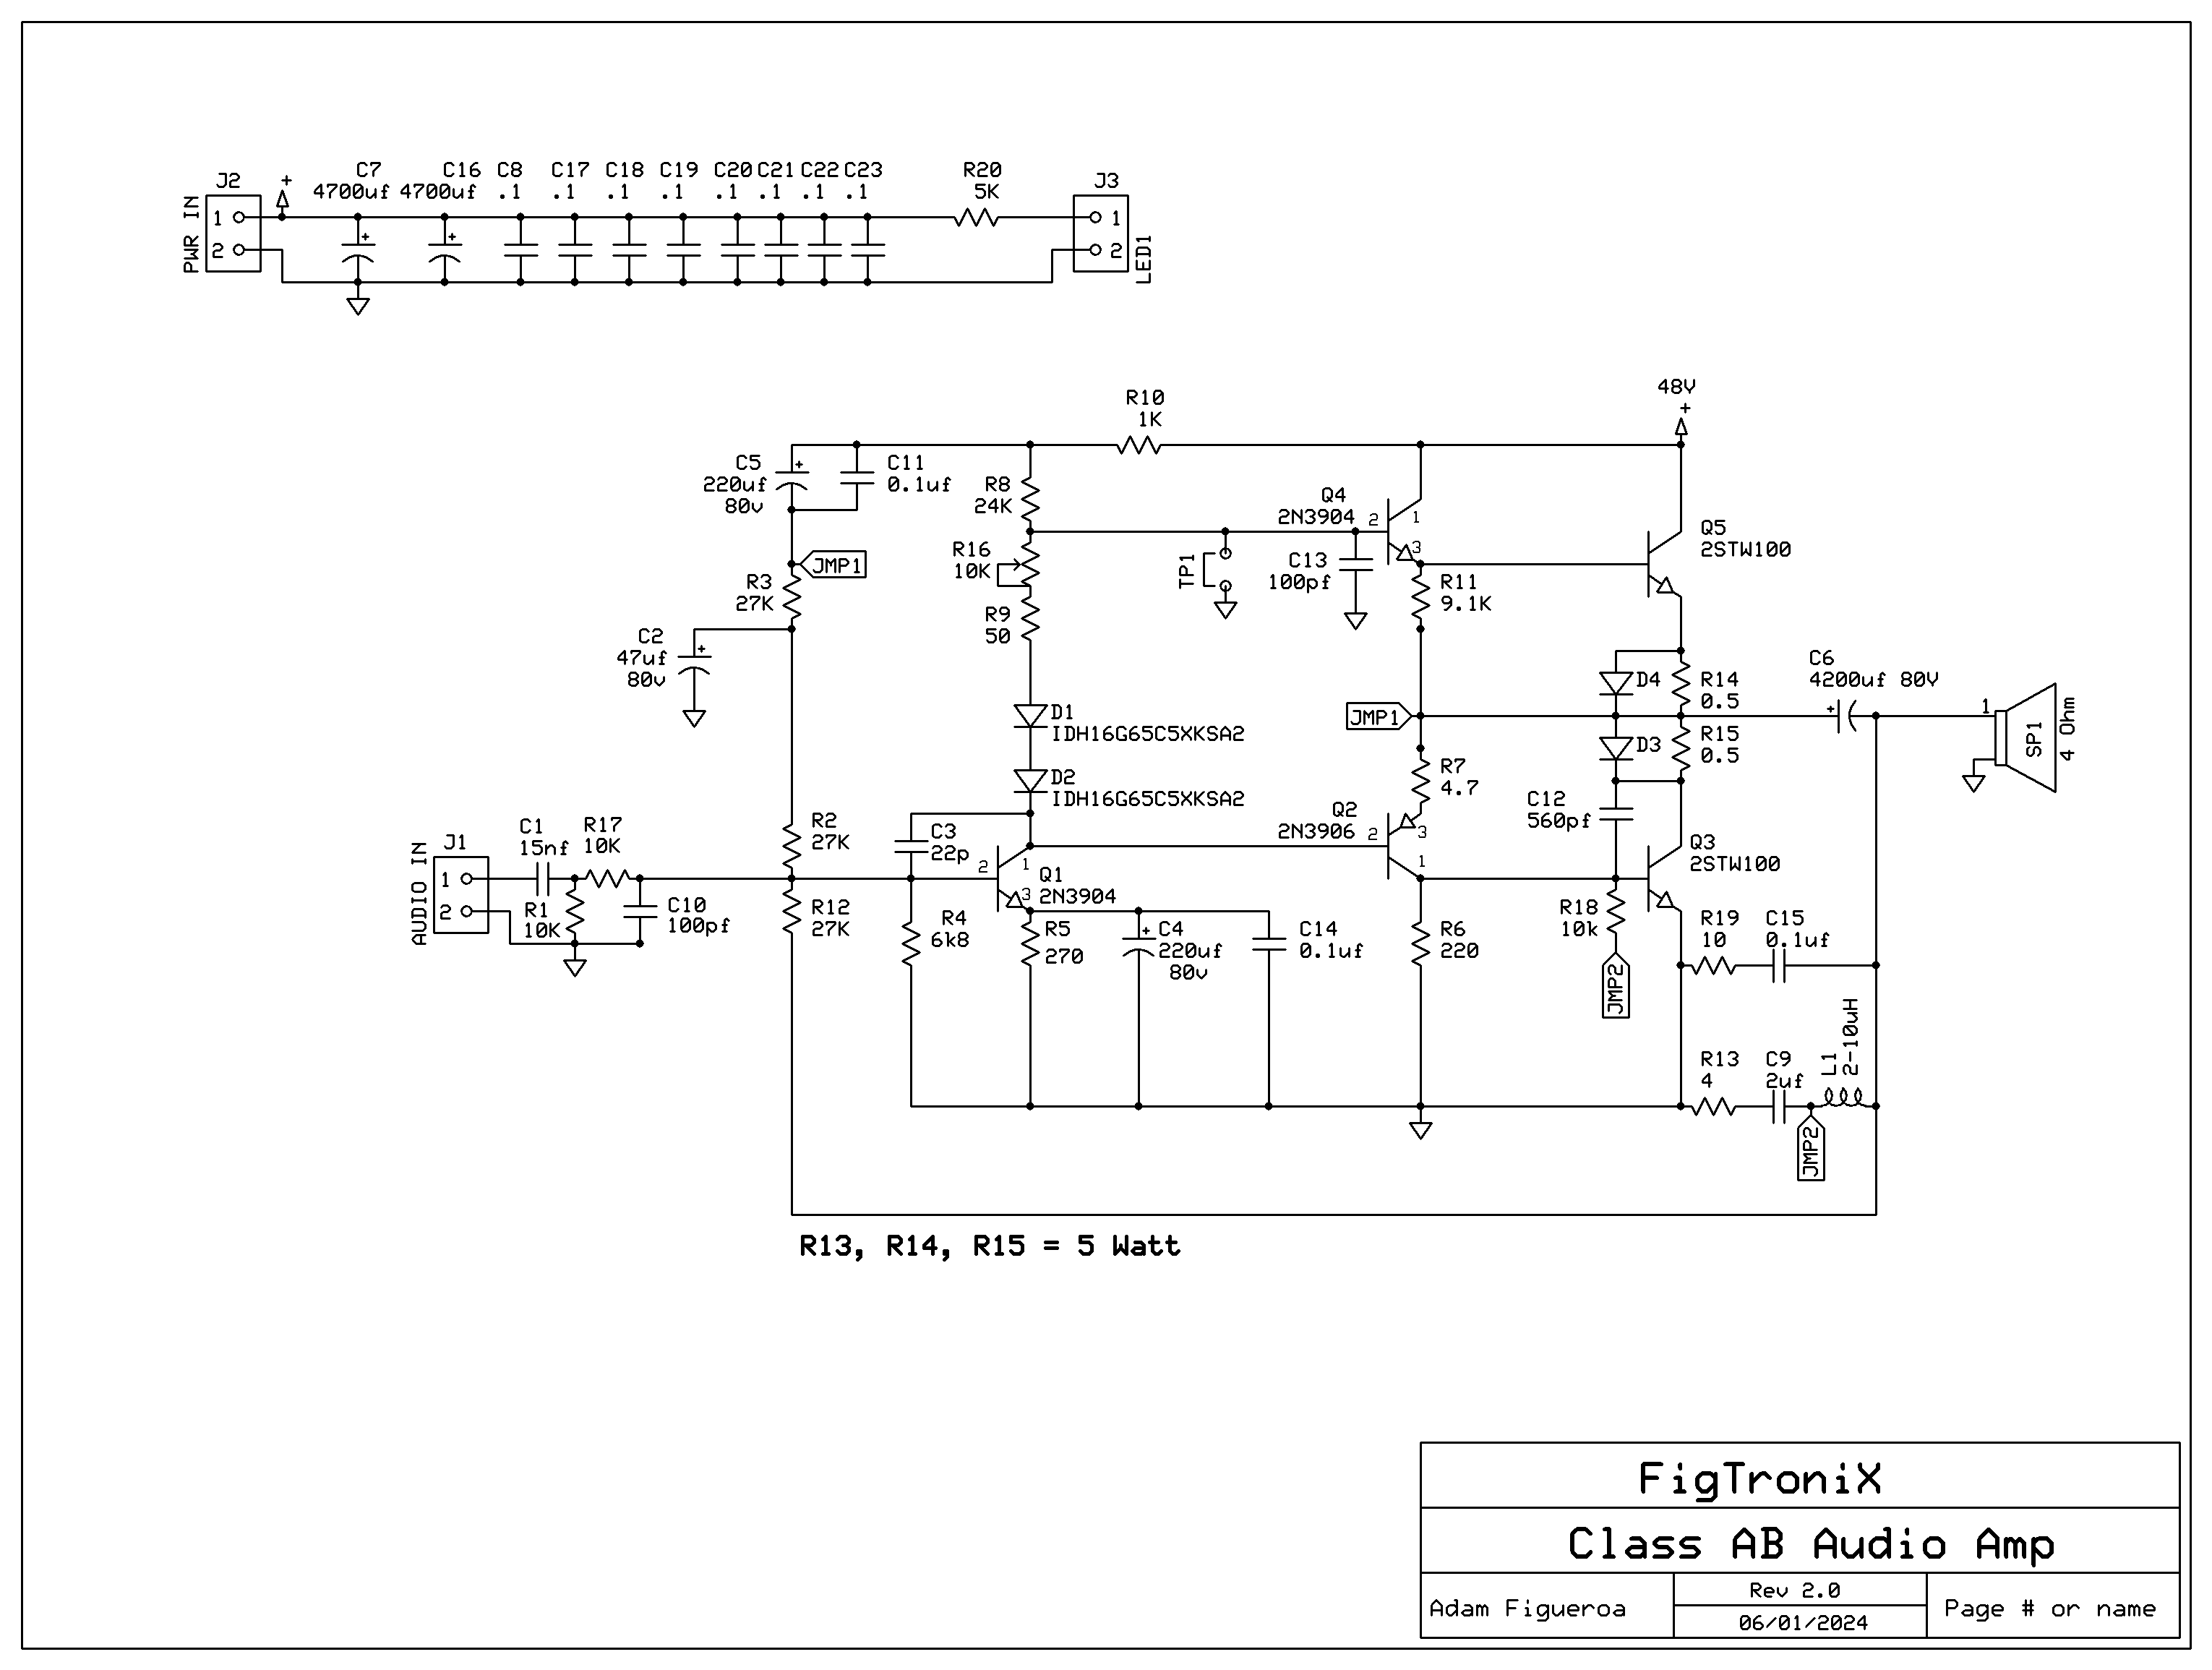 C7 C16 C8 C17 C18 C19 C20 C21 C22 C23 R20
J2 + 4700uf 4700uf .1 .1 .1 .1 .1 .1 .1 .1 5K J3
PWR IN
1
2
+
+
1
2
LED1
48V
+
R10
1K
C5
220uf
80v
+
C11
0.1uf
R8
24K
Q4
2N3904
2
1
3
Q5
2STW100
R16
10K
JMP1
TP1
C13
100pf
R3
27K
R11
9.1K
R9
50
C2
47uf
80v
+
C6
4200uf 80V
+
D4
R14
0.5
1
SP1
4 Ohm
D1
IDH16G65C5XKSA2
JMP1
D3
R15
0.5
D2
IDH16G65C5XKSA2
R7
4.7
C12
560pf
Q2
2N3906
2
3
1
Q3
2STW100
AUDIO IN
J1
1
2
C1
15nf
R17
10K
R2
27K
C3
22p
2
1
3
Q1
2N3904
R1
10K
C10
100pf
R12
27K
R4
6k8
R5
270
+
C4
220uf
80v
C14
0.1uf
R6
220
R18
10k
JMP2
R19
10
C15
0.1uf
R13
4
C9
2uf
L1
2-10uH
JMP2
R13, R14, R15 = 5 Watt
FigTroniX
Class AB Audio Amp
Adam Figueroa
Rev 2.0
06/01/2024
Page # or name